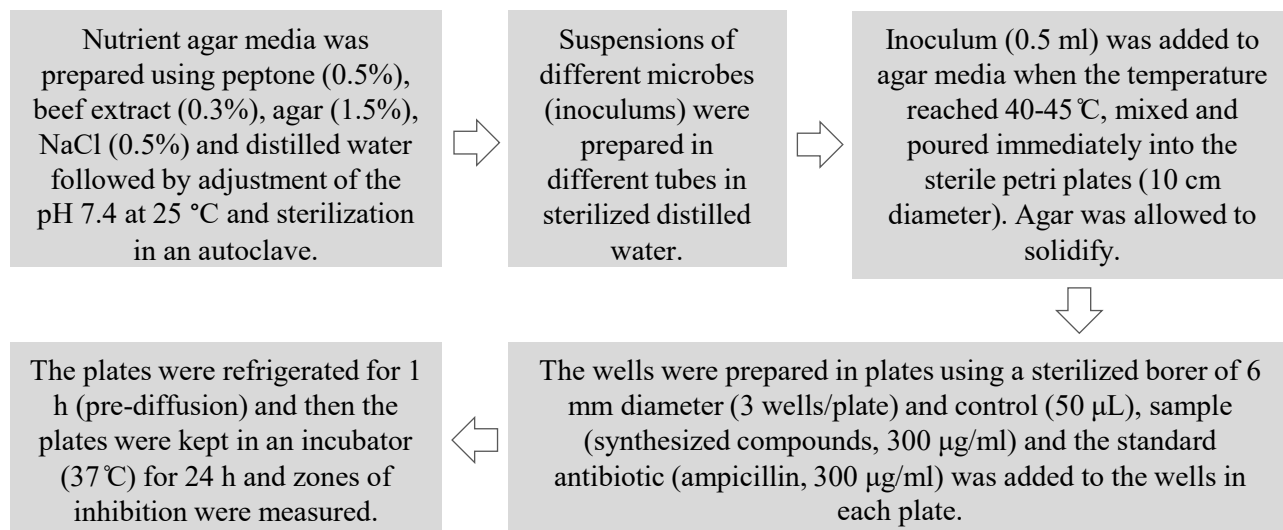 Nutrient agar media was
prepared using peptone (0.5%),
beef extract (0.3%), agar (1.5%),
NaCl (0.5%) and distilled water
followed by adjustment of the
pH 7.4 at 25 °C and sterilization
in an autoclave.
Suspensions of
different microbes
(inoculums) were
prepared in
different tubes in
sterilized distilled
water.
Inoculum (0.5 ml) was added to
agar media when the temperature
reached 40-45℃, mixed and
poured immediately into the
sterile petri plates (10 cm
diameter). Agar was allowed to
solidify.
The wells were prepared in plates using a sterilized borer of 6
mm diameter (3 wells/plate) and control (50 μL), sample
(synthesized compounds, 300 μg/ml) and the standard
antibiotic (ampicillin, 300 μg/ml) was added to the wells in
each plate.
The plates were refrigerated for 1
h (pre-diffusion) and then the
plates were kept in an incubator
(37℃) for 24 h and zones of
inhibition were measured.